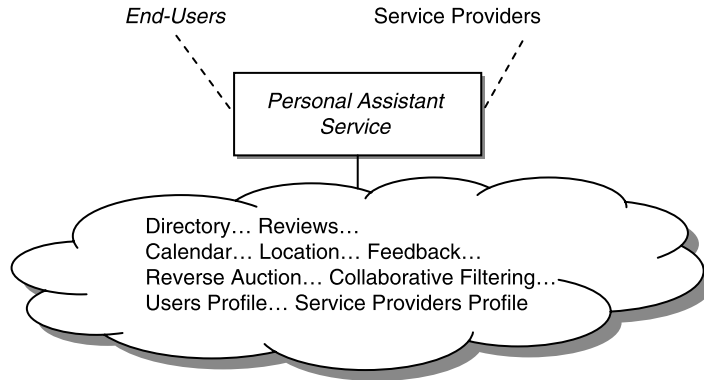 End-Users
Service Providers
Personal Assistant
Service
Directory… Reviews…
Calendar… Location… Feedback…
Reverse Auction… Collaborative Filtering…
Users Profile… Service Providers Profile